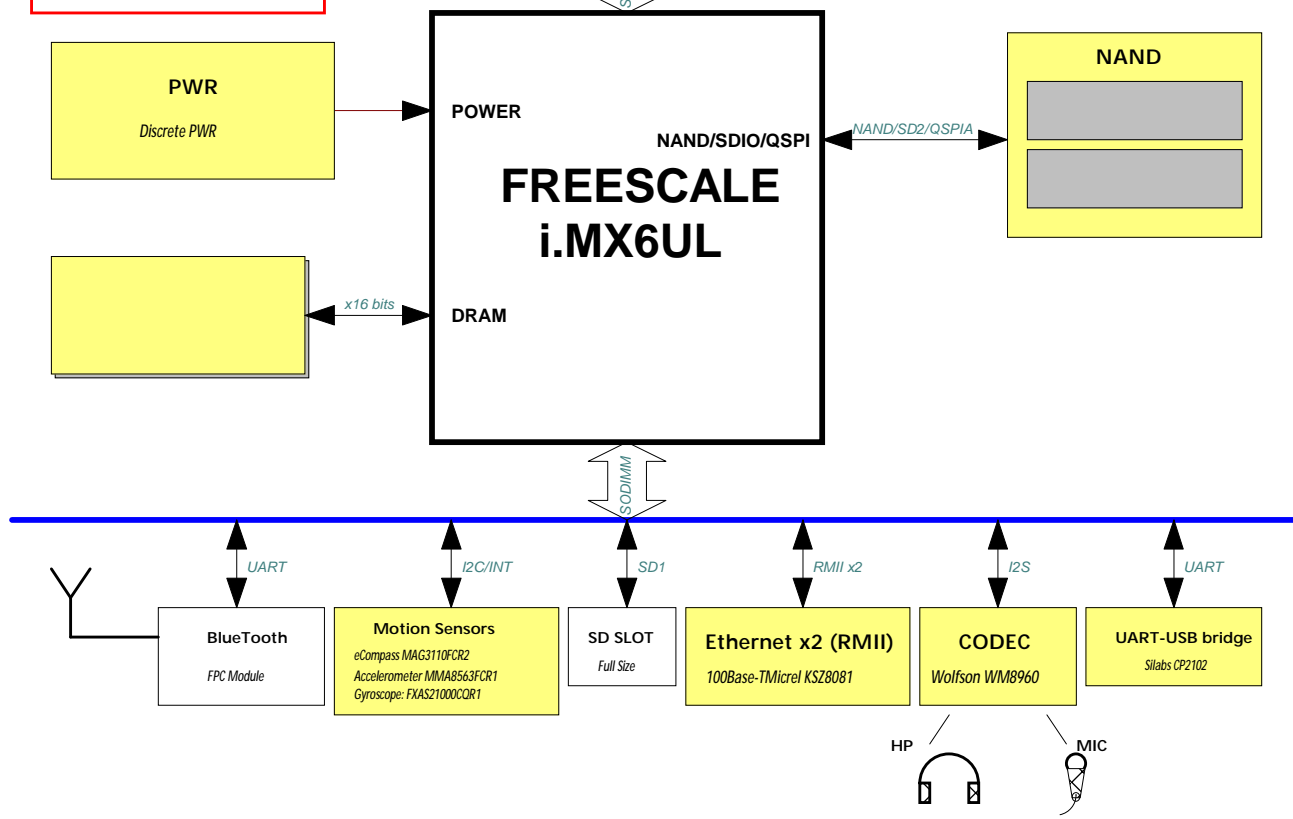 PWR
Discrete PWR
POWER
NAND/SDIO/QSPI
NAND/SD2/QSPIA
NAND
FREESCALE
i.MX6UL
x16 bits
DRAM
SODIMM
UART
I2C/INT
SD1
RMII x2
I2S
UART
BlueTooth
FPC Module
Motion Sensors
eCompass MAG3110FCR2
Accelerometer MMA8563FCR1
Gyroscope: FXAS21000CQR1
SD SLOT
Full Size
Ethernet x2 (RMII)
100Base-TMicrel KSZ8081
CODEC
Wolfson WM8960
UART-USB bridge
Silabs CP2102
HP
MIC